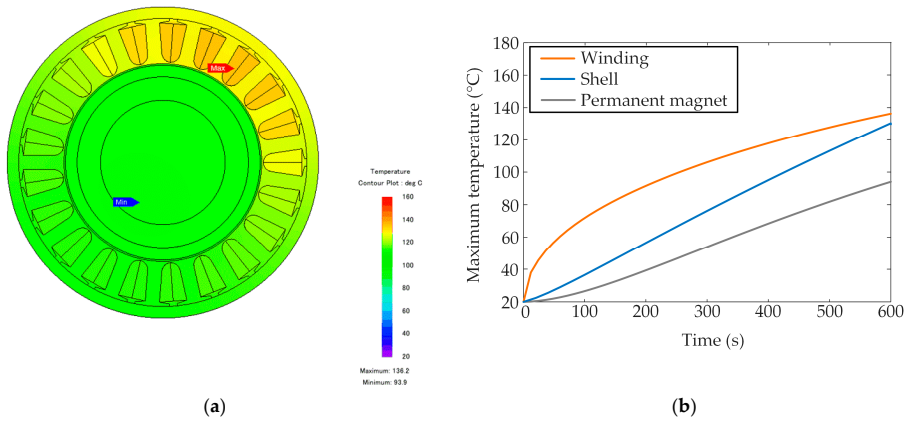 (a)
Max
Min
Temperature
Contour Plot : deg C
160
140
120
100
80
60
40
20
Maximum: 136.2
Minimum: 93.9
(b)
Winding
Shell
Permanent magnet
Maximum temperature (°C)
180
160
140
120
100
80
60
40
20
0 100 200 300 400 500 600
Time (s)